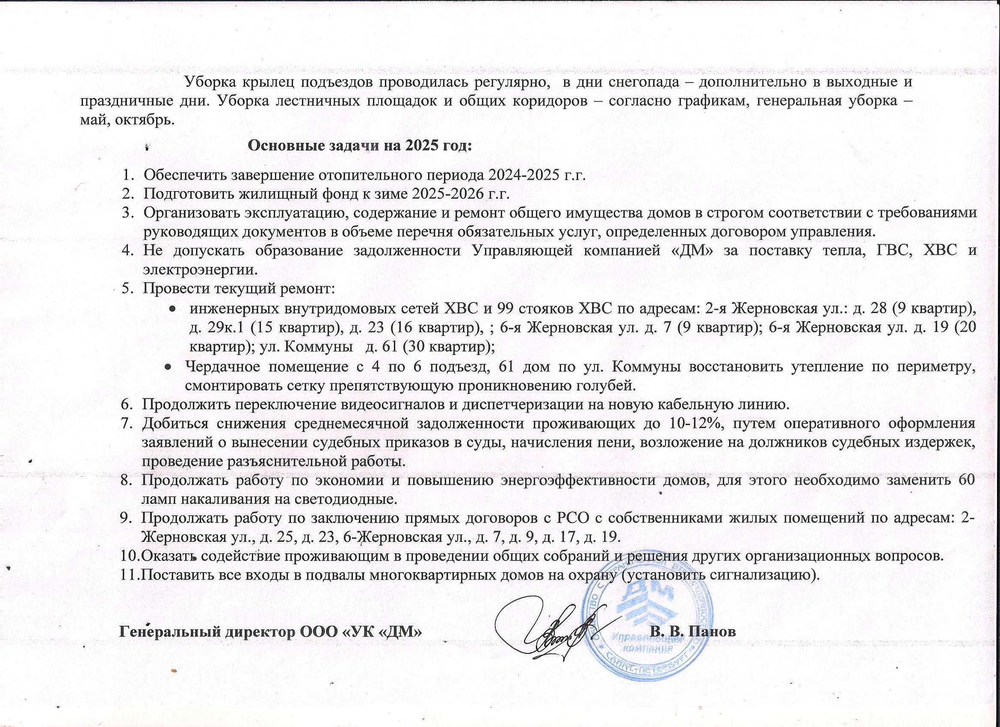 Уборка крылец подъездов проводилась регулярно, в дни снегопада – дополнительно в выходные и
праздничные дни. Уборка лестничных площадок и общих коридоров – согласно графикам, генеральная уборка –
май, октябрь.
Основные задачи на 2025 год:
1. Обеспечить завершение отопительного периода 2024-2025 г.г.
2. Подготовить жилищный фонд к зиме 2025-2026 г.г.
3. Организовать эксплуатацию, содержание и ремонт общего имущества домов в строгом соответствии с требованиями
руководящих документов в объеме перечня обязательных услуг, определенных договором управления.
4. Не допускать образование задолженности Управляющей компанией «ДМ» за поставку тепла, ГВС, ХВС и
электроэнергии.
5. Провести текущий ремонт:
• инженерных внутридомовых сетей ХВС и 99 стояков ХВС по адресам: 2-я Жерновская ул.: д. 28 (9 квартир),
д. 29к.1 (15 квартир), д. 23 (16 квартир), ; 6-я Жерновская ул. д. 7 (9 квартир); 6-я Жерновская ул. д. 19 (20
квартир); ул. Коммуны д. 61 (30 квартир);
• Чердачное помещение с 4 по 6 подъезд, 61 дом по ул. Коммуны восстановить утепление по периметру,
смонтировать сетку препятствующую проникновению голубей.
6. Продолжить переключение видеосигналов и диспетчеризации на новую кабельную линию.
7. Добиться снижения среднемесячной задолженности проживающих до 10-12%, путем оперативного оформления
заявлений о вынесении судебных приказов в суды, начисления пени, возложение на должников судебных издержек,
проведение разъяснительной работы.
8. Продолжать работу по экономии и повышению энергоэффективности домов, для этого необходимо заменить 60
ламп накаливания на светодиодные.
9. Продолжать работу по заключению прямых договоров с РСО с собственниками жилых помещений по адресам: 2-
Жерновская ул., д. 25, д. 23, 6-Жерновская ул., д. 7, д. 9, д. 17, д. 19.
10.Оказать содействие проживающим в проведении общих собраний и решения других организационных вопросов.
11.Поставить все входы в подвалы многоквартирных домов на охрану (установить сигнализацию).
Генеральный директор ООО «УК «ДМ» В. В. Панов
ДМ
Управляющая
компания
* САНКТ-ПЕТЕРБУРГ *